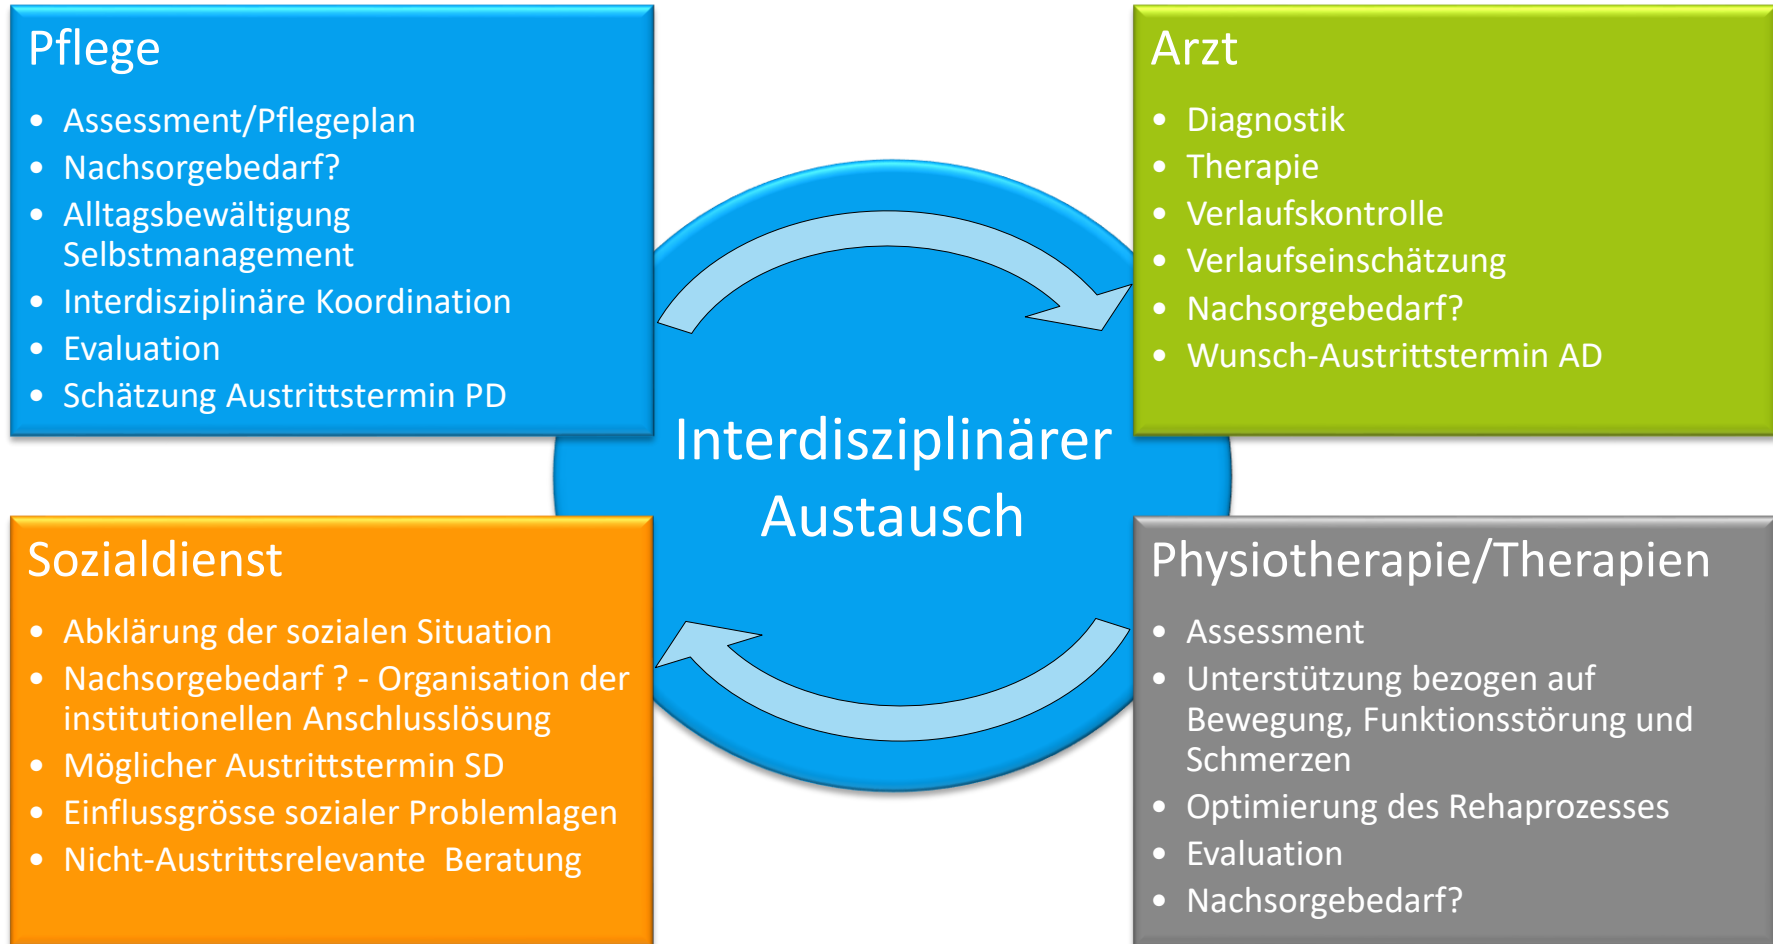 Pflege
• Assessment/Pflegeplan
• Nachsorgebedarf?
• Alltagsbewältigung
Selbstmanagement
• Interdisziplinäre Koordination
• Evaluation
• Schätzung Austrittstermin PD
Arzt
• Diagnostik
• Therapie
• Verlaufskontrolle
• Verlaufseinschätzung
• Nachsorgebedarf?
• Wunsch-Austrittstermin AD
Interdisziplinärer
Austausch
Sozialdienst
• Abklärung der sozialen Situation
• Nachsorgebedarf ? - Organisation der
institutionellen Anschlusslösung
• Möglicher Austrittstermin SD
• Einflussgrösse sozialer Problemlagen
• Nicht-Austrittsrelevante  Beratung
Physiotherapie/Therapien
• Assessment
• Unterstützung bezogen auf
Bewegung, Funktionsstörung und
Schmerzen
• Optimierung des Rehaprozesses
• Evaluation
• Nachsorgebedarf?